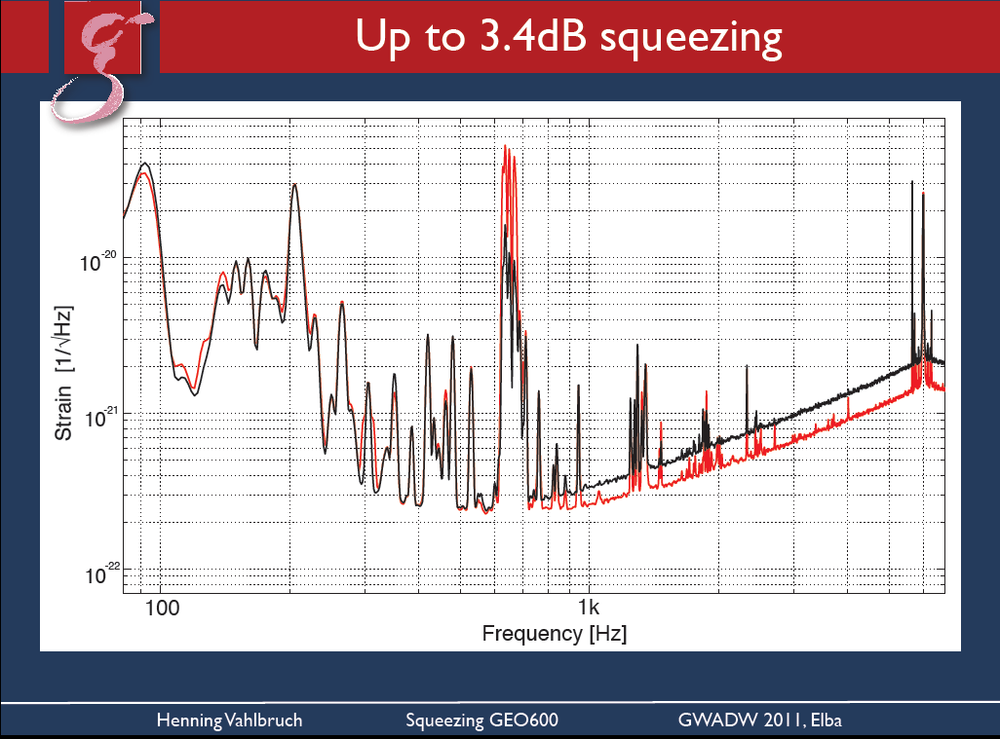 Up to 3.4dB squeezing
10-20
10-21
10-22
Strain [1/√Hz]
100
1k
Frequency [Hz]
Henning Vahlbruch
Squeezing GEO600
GWADW 2011, Elba